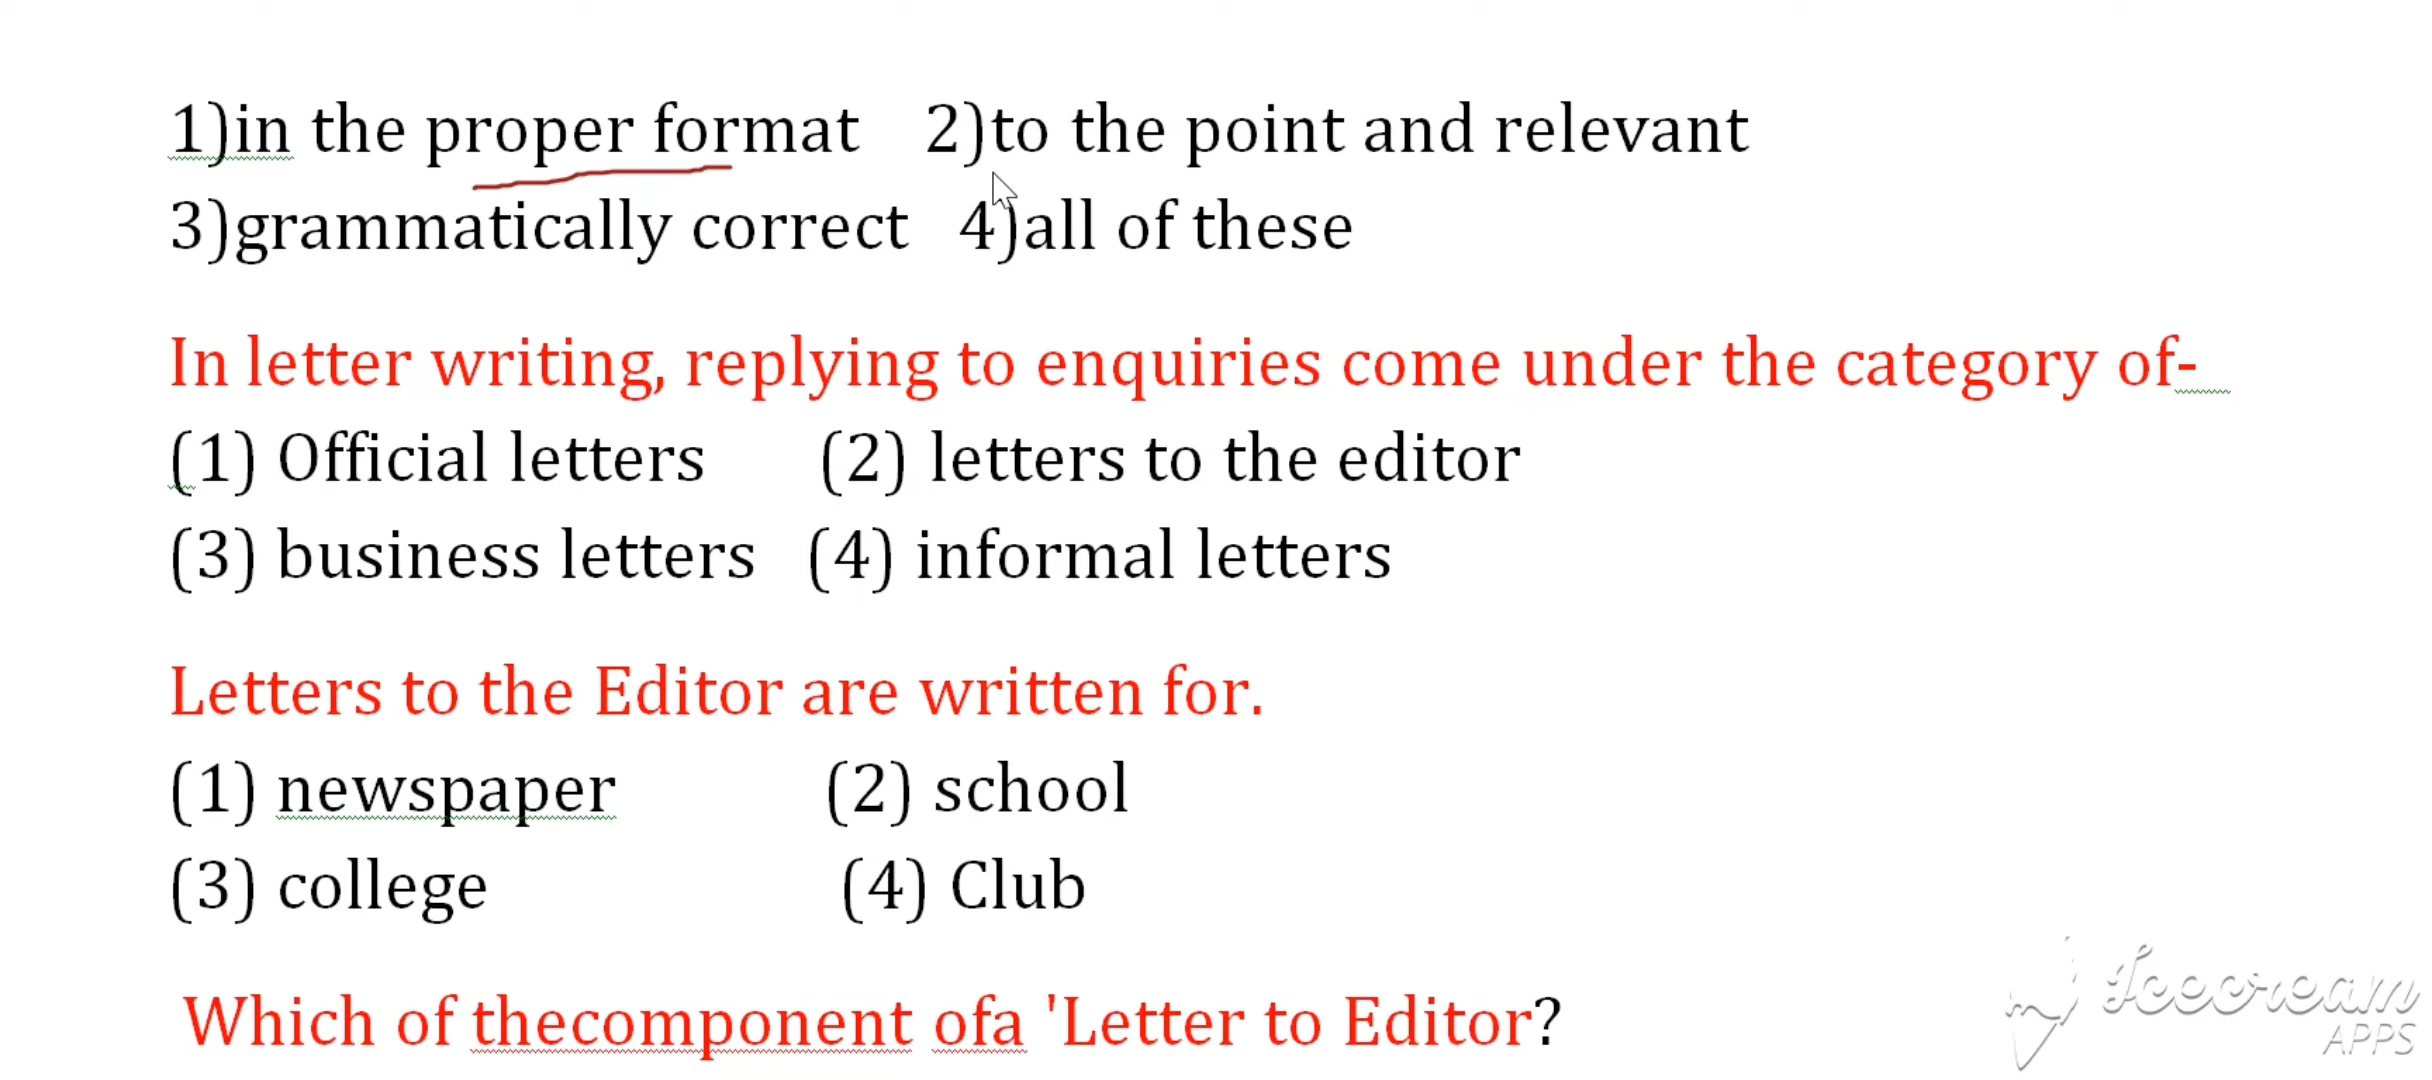 1)in the proper format 2)to the point and relevant
3)grammatically correct 4)all of these
In letter writing, replying to enquiries come under the category of-
(1) Official letters (2) letters to the editor
(3) business letters (4) informal letters
Letters to the Editor are written for.
(1) newspaper (2) school
(3) college (4) Club
Which of thecomponent ofa 'Letter to Editor?
Icecream
APPS